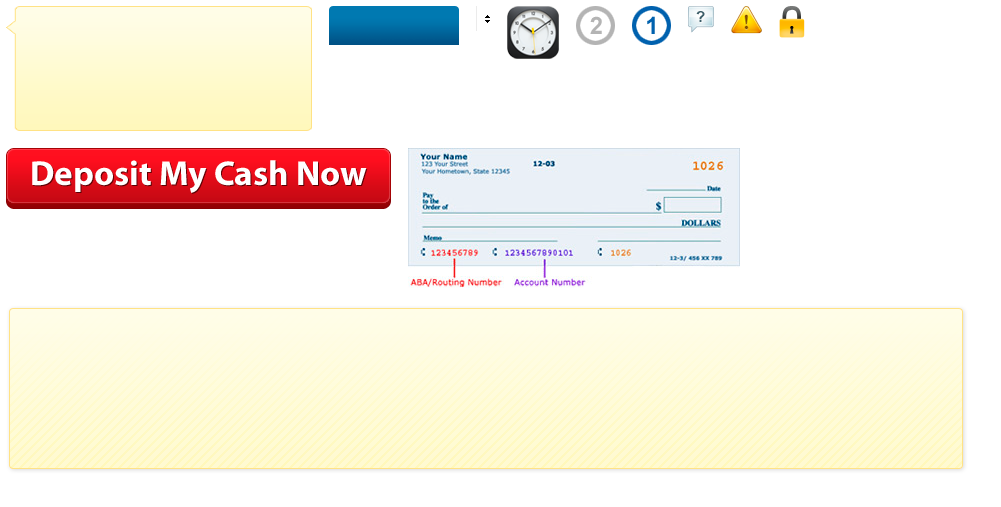 2
1
?
!
Deposit My Cash Now
Your Name
123 Your Street
Your Hometown, State 12345
12-03
1026
Date
Pay
to the
Order of
$
DOLLARS
Memo
123456789 1234567890101 1026
12-3/ 456 XX 789
ABA/Routing Number Account Number